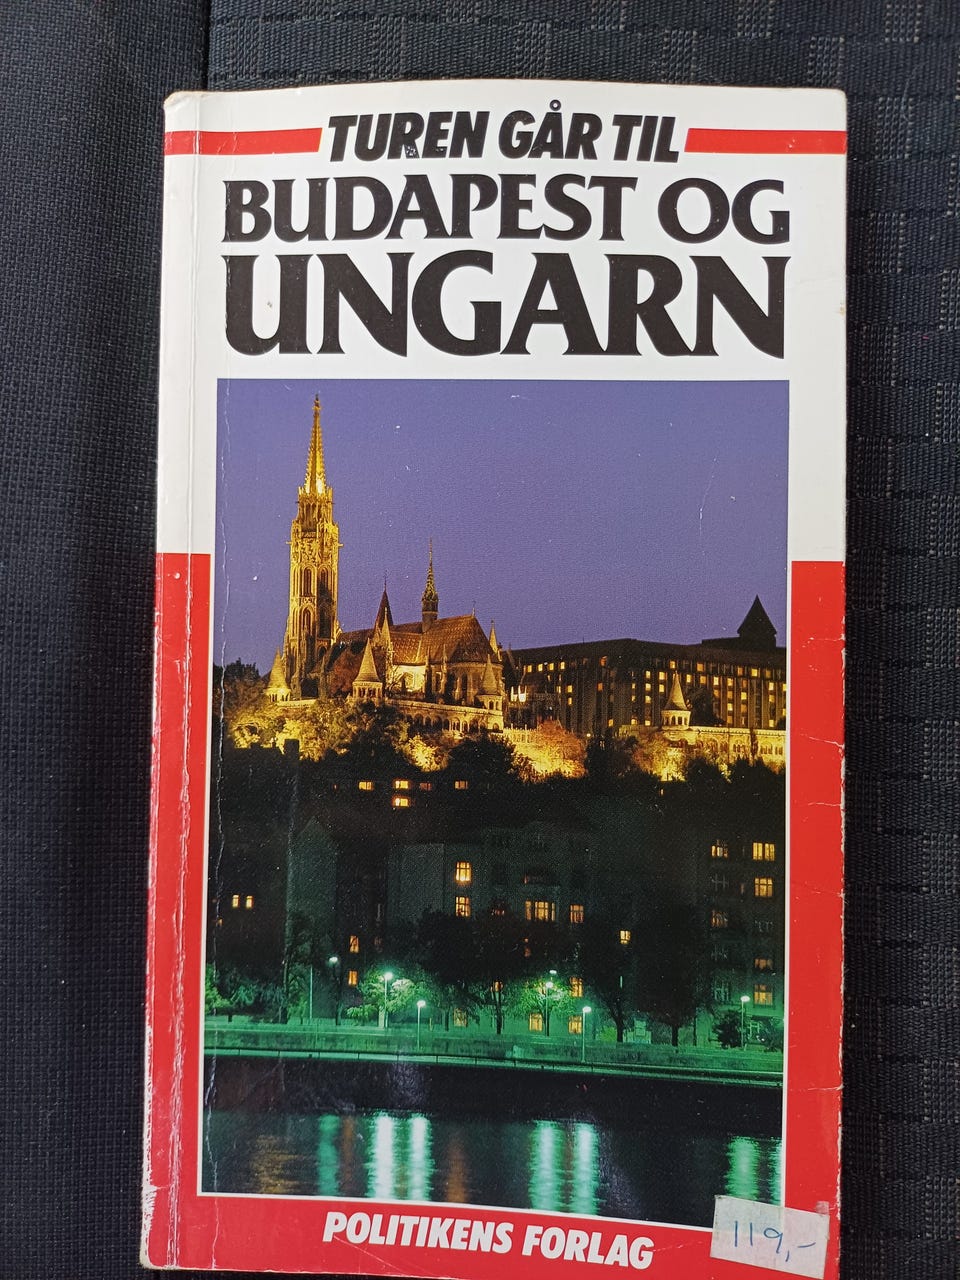 TUREN GÅR TIL
BUDAPEST OG
UNGARN
POLITIKENS FORLAG
119,-